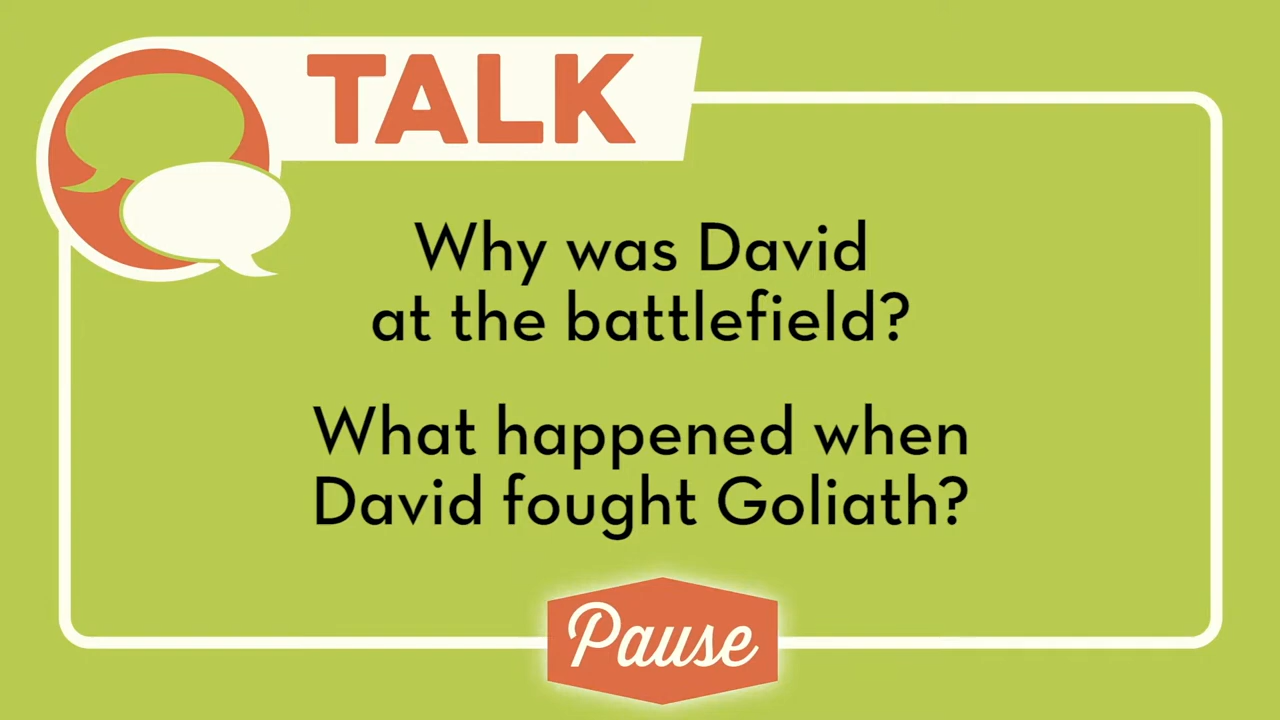 TALK
Why was David
at the battlefield?
What happened when
David fought Goliath?
Pause